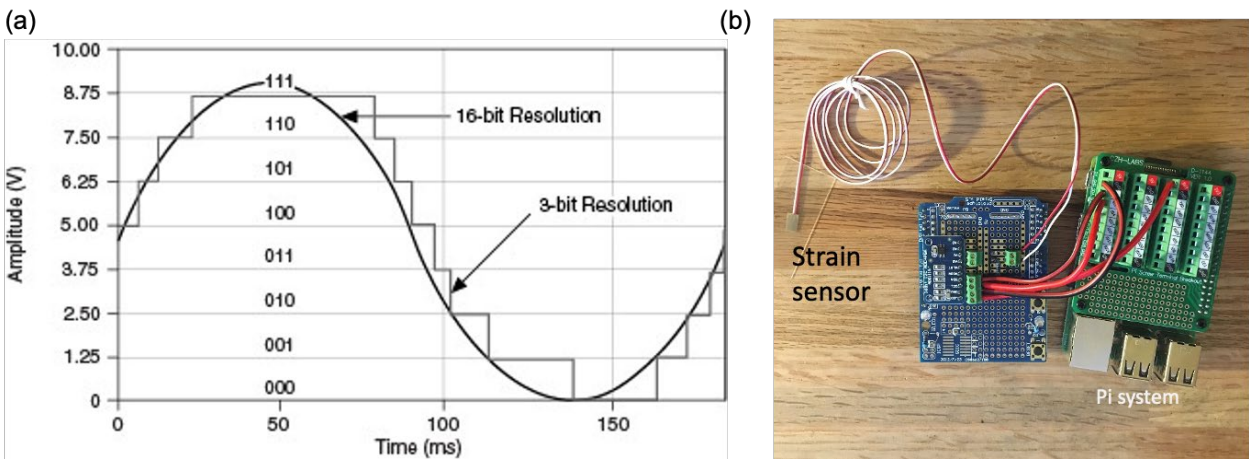 (a)
(b)
10.00
8.75
7.50
6.25
5.00
3.75
2.50
1.25
0
Amplitude (V)
111
110
101
100
011
010
001
000
16-bit Resolution
3-bit Resolution
0
50
100
150
Time (ms)
ZH-LABS
Strain
sensor
Pi system